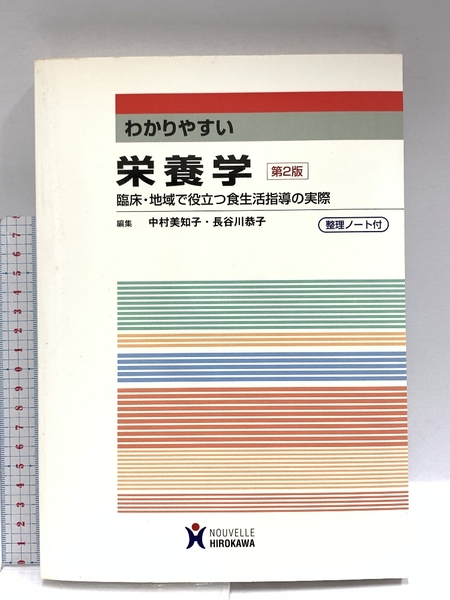 わかりやすい
栄養学 第2版
臨床・地域で役立つ食生活指導の実際
編集 中村美知子・長谷川恭子
整理ノート付
NOUVELLE
HIROKAWA